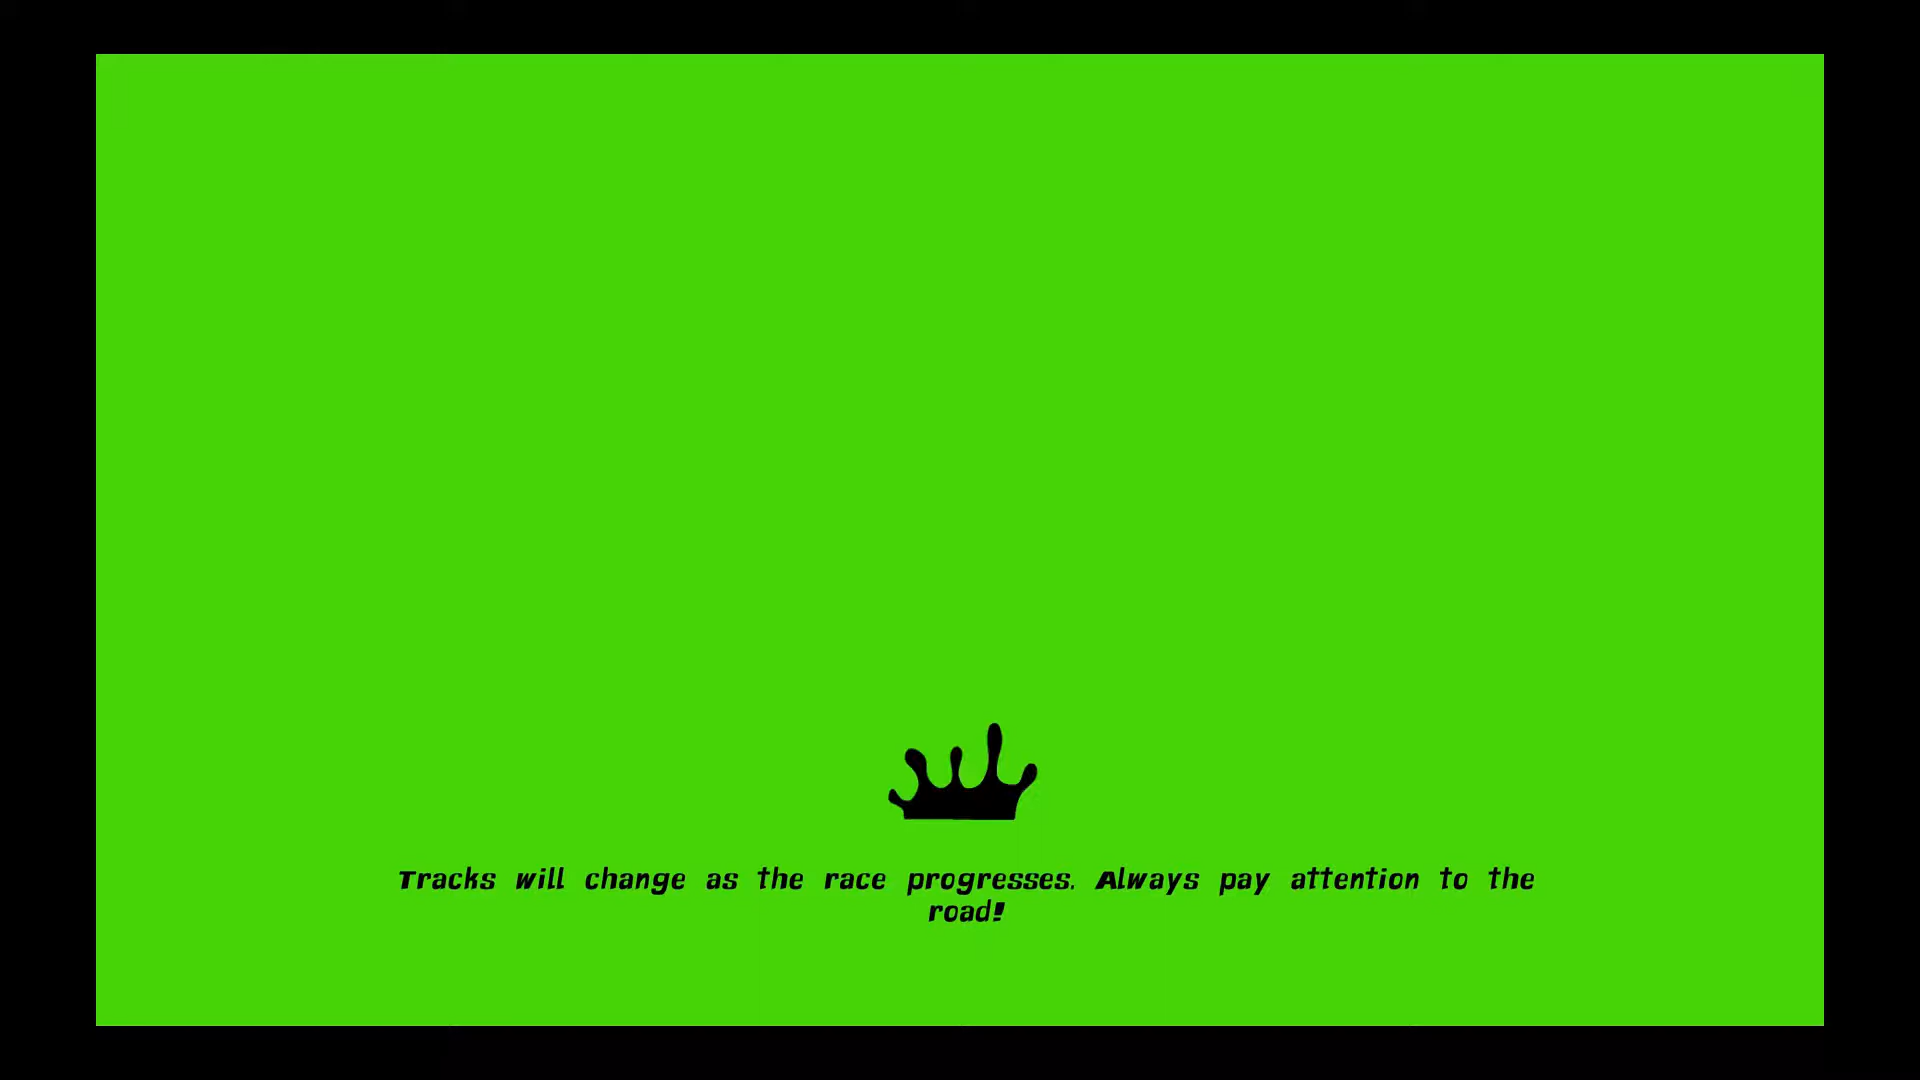 Tracks will change as the race progresses. Always pay attention to the
road!